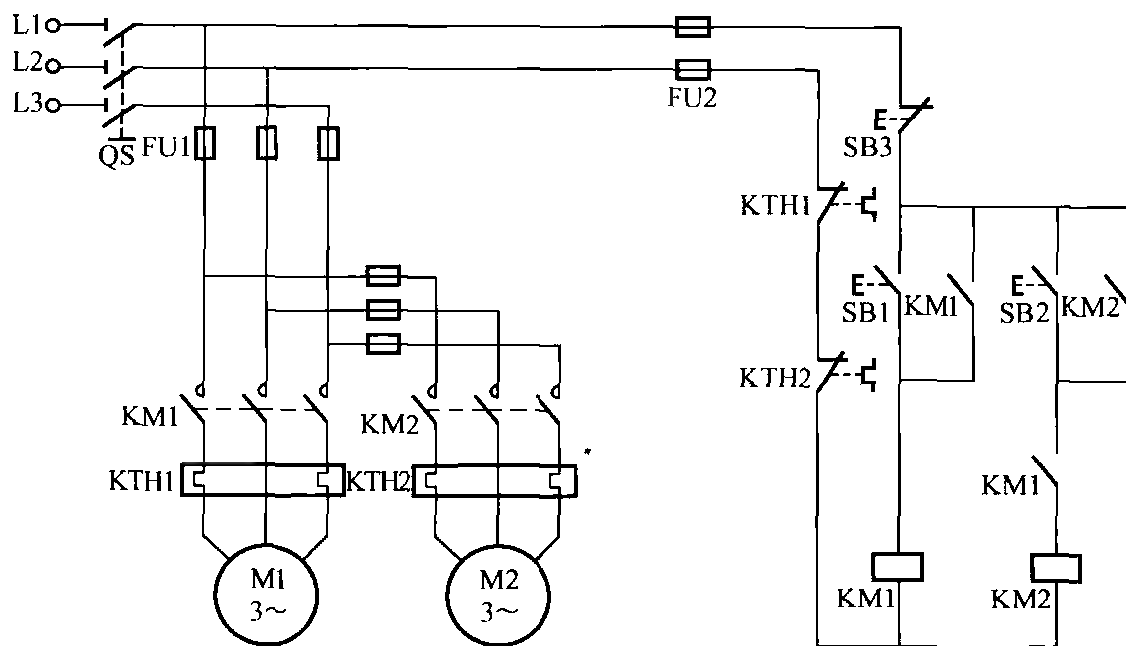 L1
L2
L3
QS
FU1
FU2
SB3
KTH1
SB1
KM1
SB2
KM2
KTH2
KM1
KM2
KTH1
KTH2
KM1
M1
3～
M2
3～
KM1
KM2